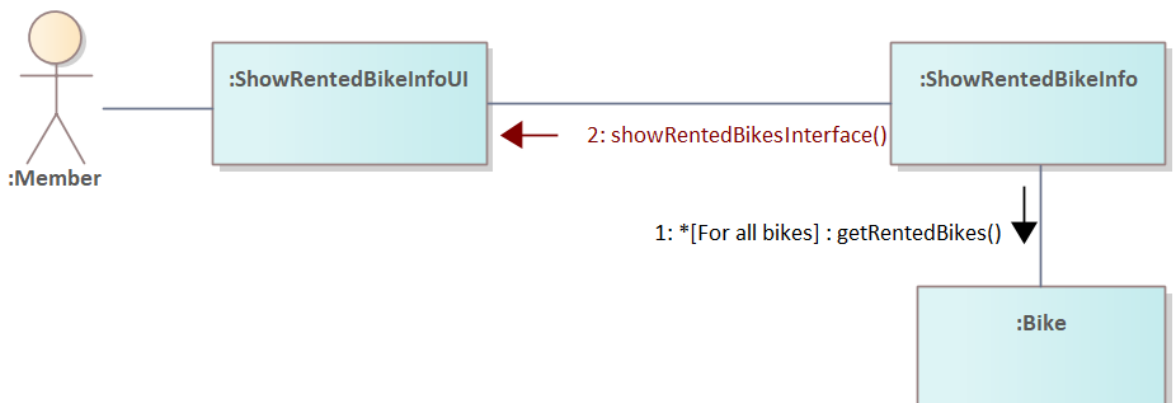 :ShowRentedBikeInfoUI
:ShowRentedBikeInfo
2: showRentedBikesInterface()
:Member
1: *[For all bikes] : getRentedBikes()
:Bike